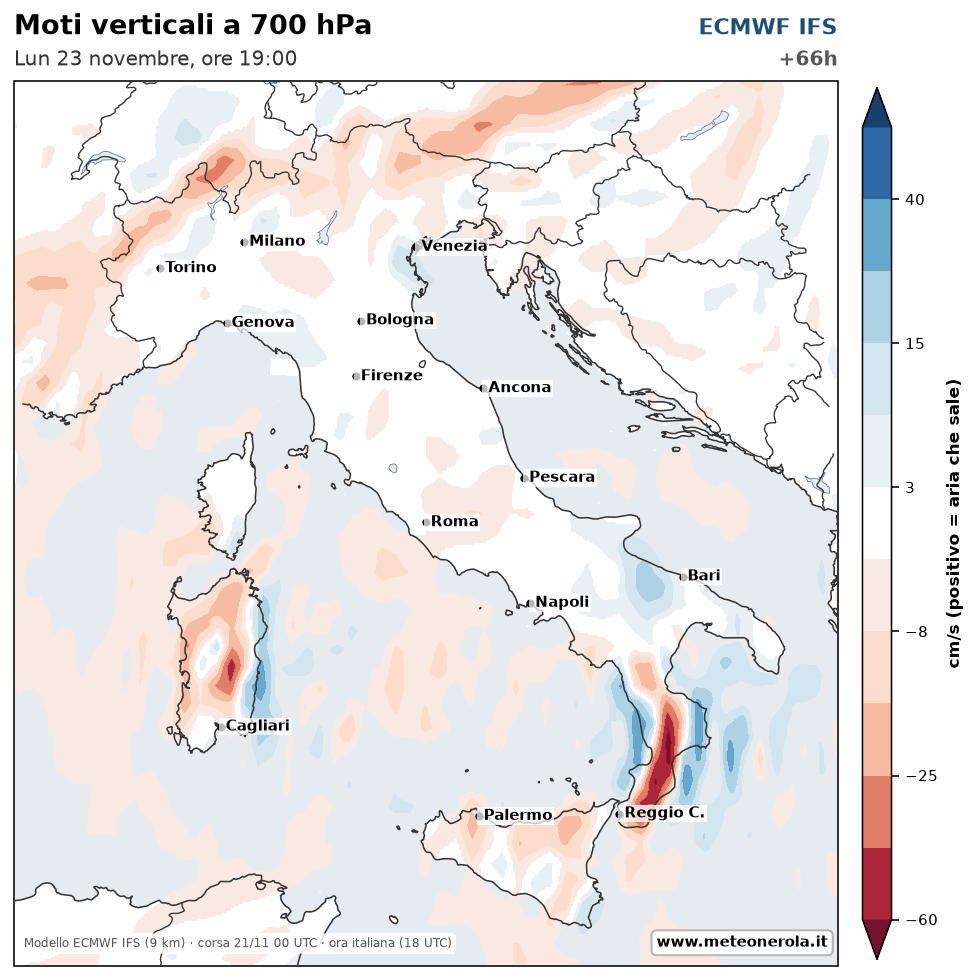 Moti verticali a 700 hPa
ECMWF IFS
Lun 23 novembre, ore 19:00
+66h
40
15
3
−8
−25
−60
cm/s (positivo = aria che sale)
Milano
Venezia
Torino
Genova
Bologna
Firenze
Ancona
Pescara
Roma
Bari
Napoli
Cagliari
Palermo
Reggio C.
Modello ECMWF IFS (9 km) · corsa 21/11 00 UTC · ora italiana (18 UTC)
www.meteonerola.it